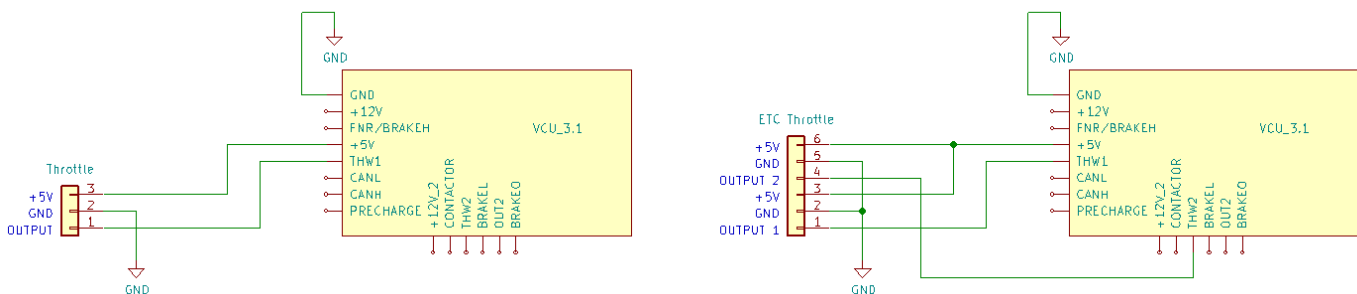 GND
GND
+12V
FNR/BRAKEH
+5V
THW1
CANL
CANH
PRECHARGE
VCU_3.1
+12V_2
CONTACTOR
THW2
BRAKEL
OUT2
BRAKEO
Throttle
+5V
GND
OUTPUT
3
2
1
GND
GND
GND
+12V
FNR/BRAKEH
+5V
THW1
CANL
CANH
PRECHARGE
VCU_3.1
+12V_2
CONTACTOR
THW2
BRAKEL
OUT2
BRAKEO
ETC Throttle
+5V
GND
OUTPUT 2
+5V
GND
OUTPUT 1
6
5
4
3
2
1
GND